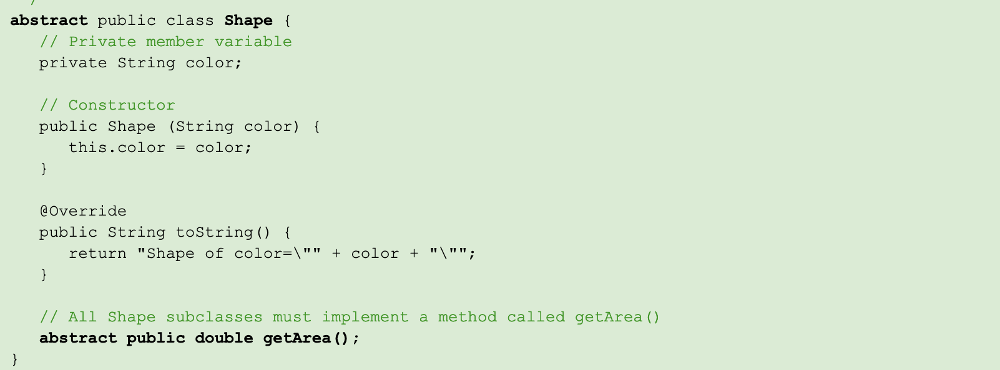 /
abstract public class Shape {
   // Private member variable
   private String color;

   // Constructor
   public Shape (String color) {
      this.color = color;
   }

   @Override
   public String toString() {
      return "Shape of color=\"" + color + "\"";
   }

   // All Shape subclasses must implement a method called getArea()
   abstract public double getArea();
}